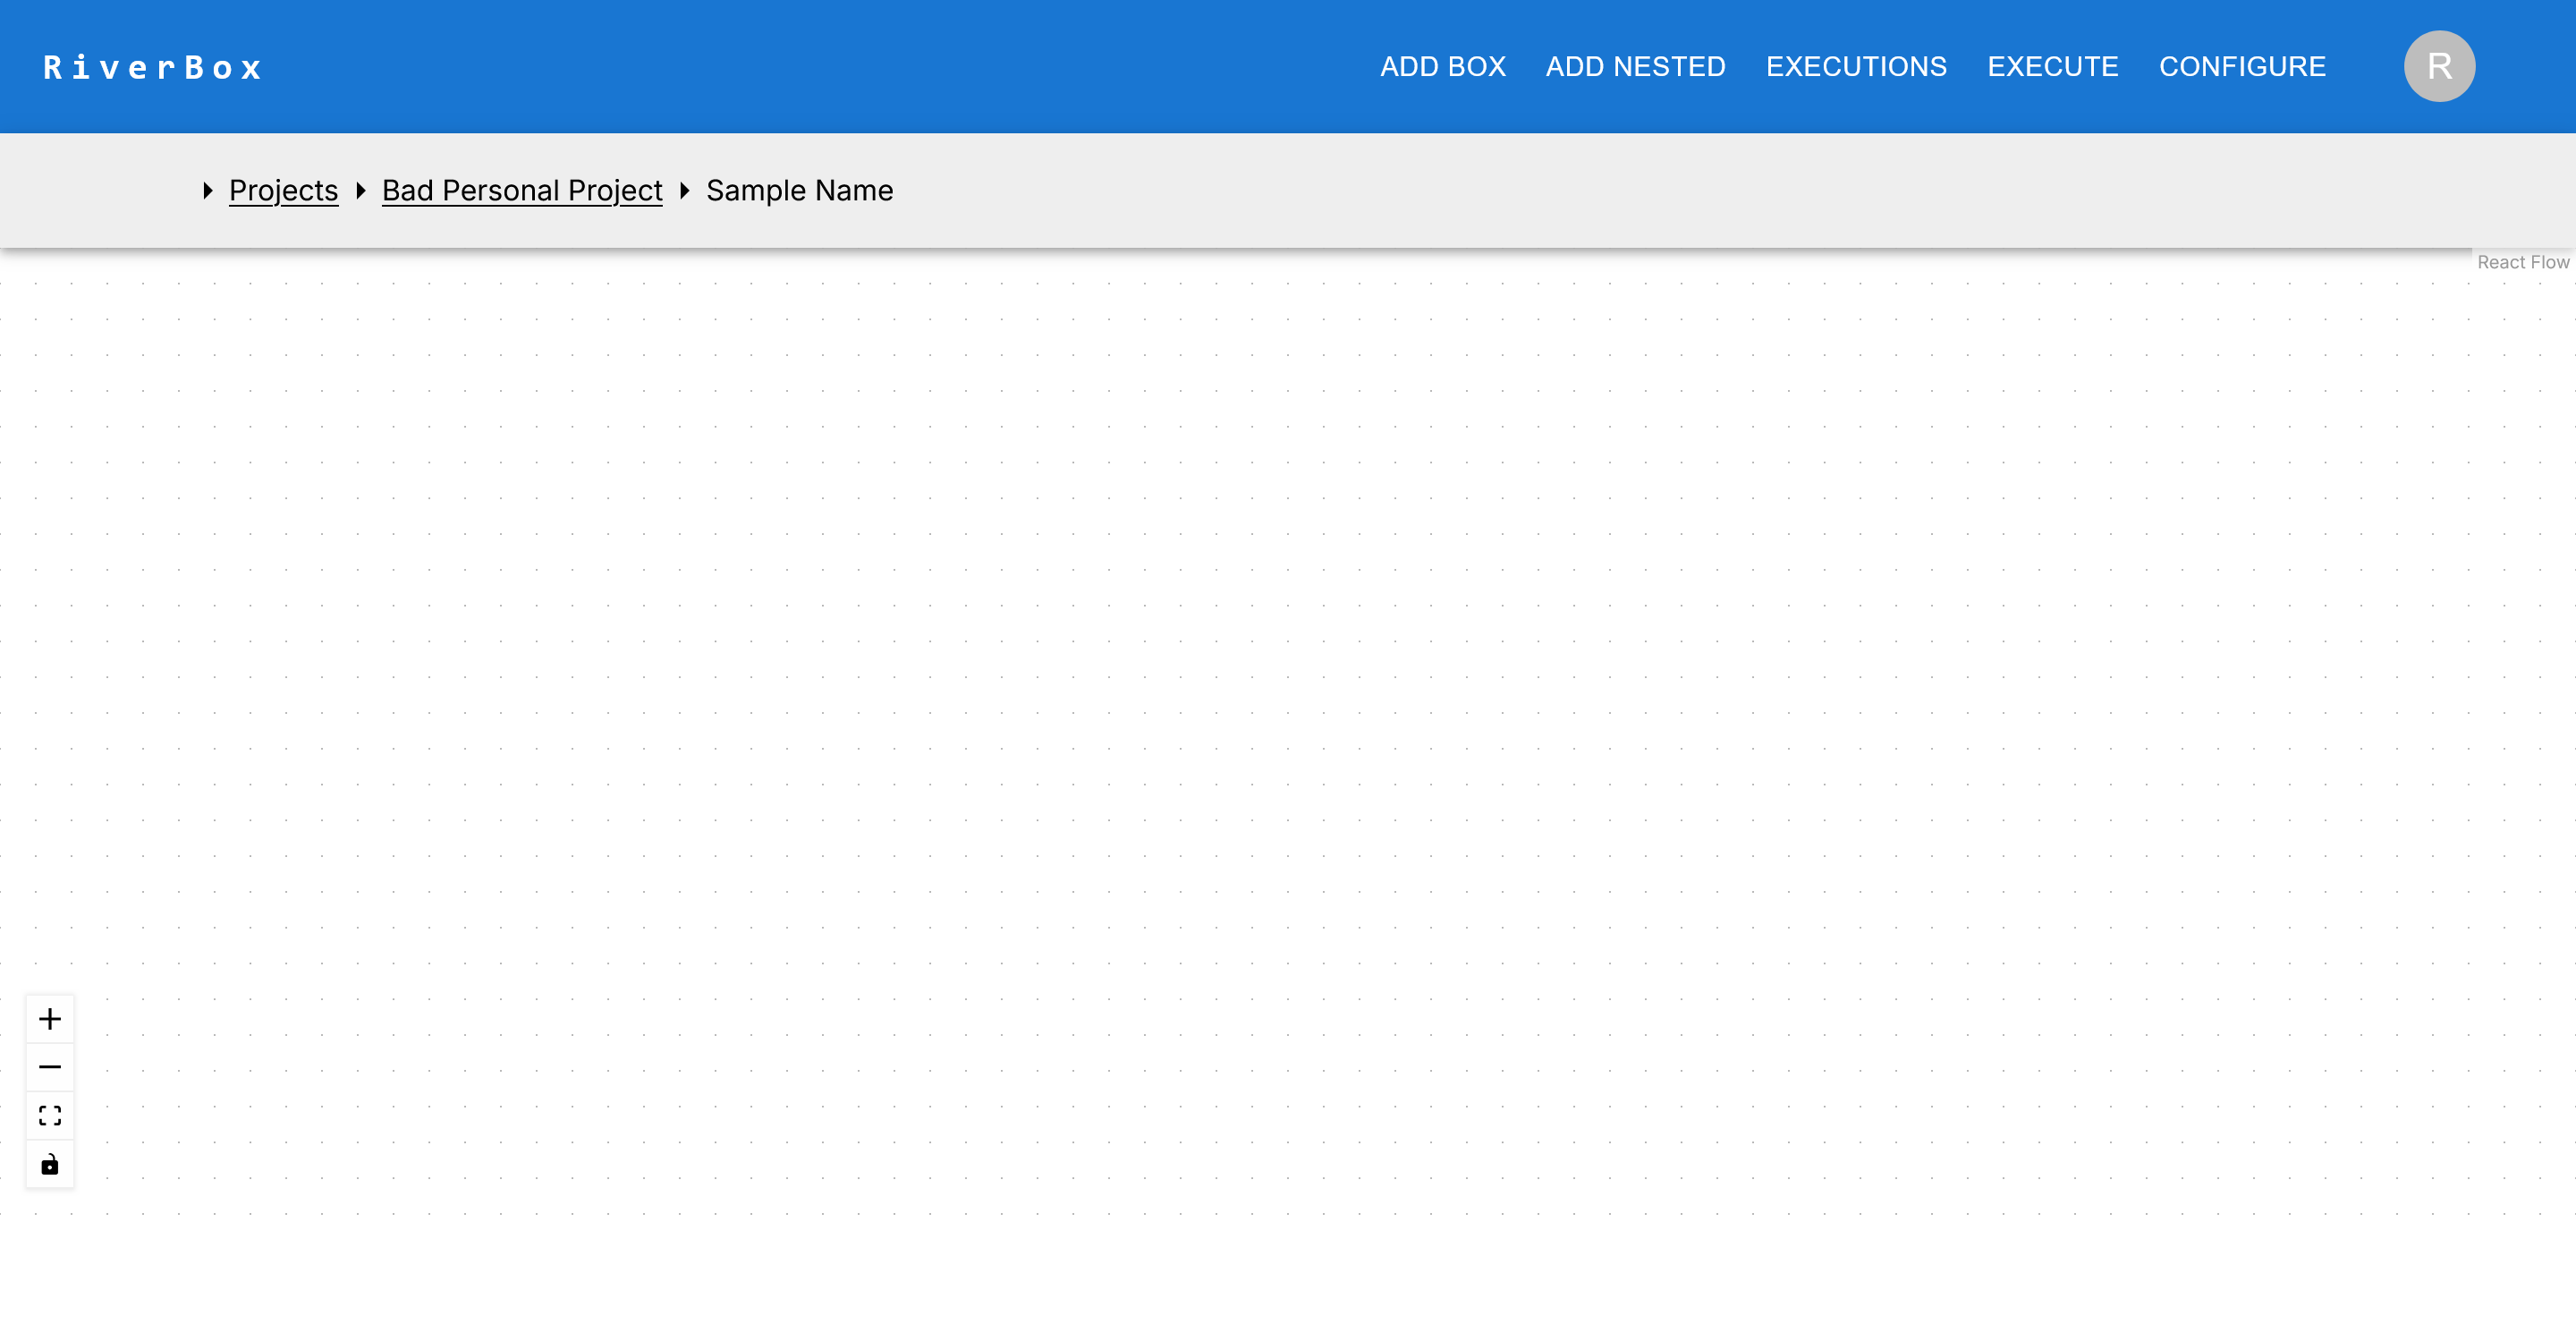 RiverBox
ADD BOX
ADD NESTED
EXECUTIONS
EXECUTE
CONFIGURE
R
Projects
Bad Personal Project
Sample Name
React Flow